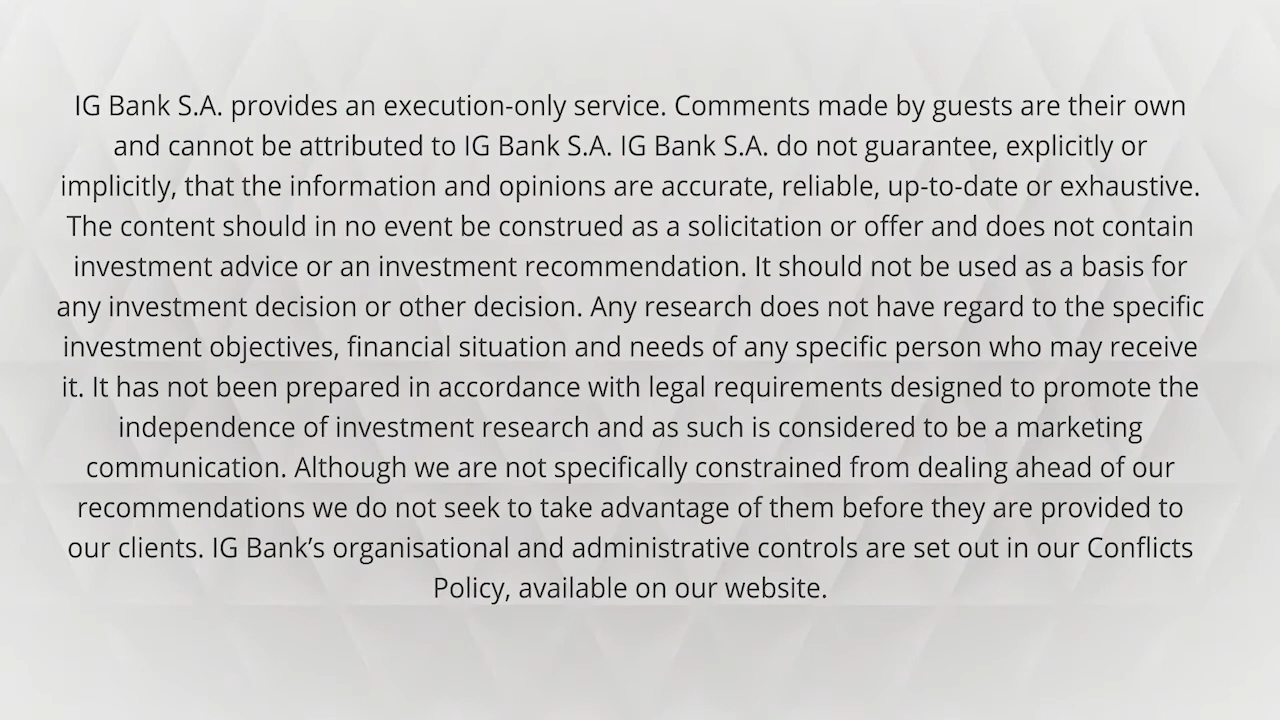 IG Bank S.A. provides an execution-only service. Comments made by guests are their own
and cannot be attributed to IG Bank S.A. IG Bank S.A. do not guarantee, explicitly or
implicitly, that the information and opinions are accurate, reliable, up-to-date or exhaustive.
The content should in no event be construed as a solicitation or offer and does not contain
investment advice or an investment recommendation. It should not be used as a basis for
any investment decision or other decision. Any research does not have regard to the specific
investment objectives, financial situation and needs of any specific person who may receive
it. It has not been prepared in accordance with legal requirements designed to promote the
independence of investment research and as such is considered to be a marketing
communication. Although we are not specifically constrained from dealing ahead of our
recommendations we do not seek to take advantage of them before they are provided to
our clients. IG Bank’s organisational and administrative controls are set out in our Conflicts
Policy, available on our website.